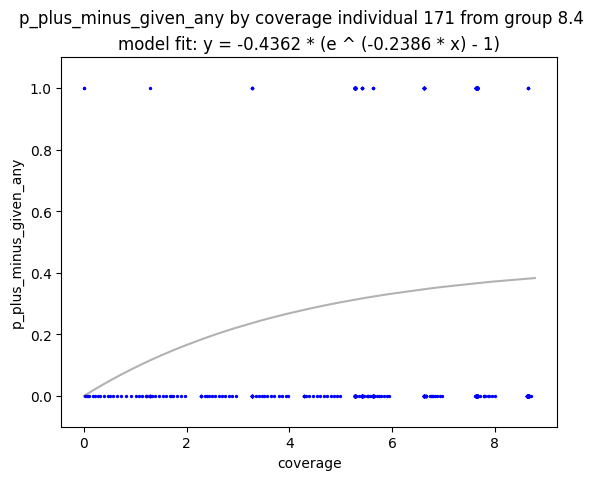 p_plus_minus_given_any by coverage individual 171 from group 8.4
model fit: y = -0.4362 * (e ^ (-0.2386 * x) - 1)
p_plus_minus_given_any
1.0
0.8
0.6
0.4
0.2
0.0
0 2 4 6 8
coverage